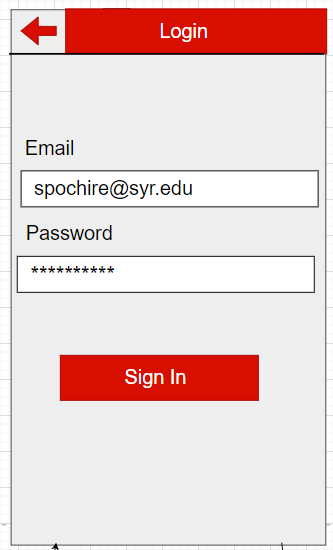 Login
Email
spochire@syr.edu
Password
**********
Sign In